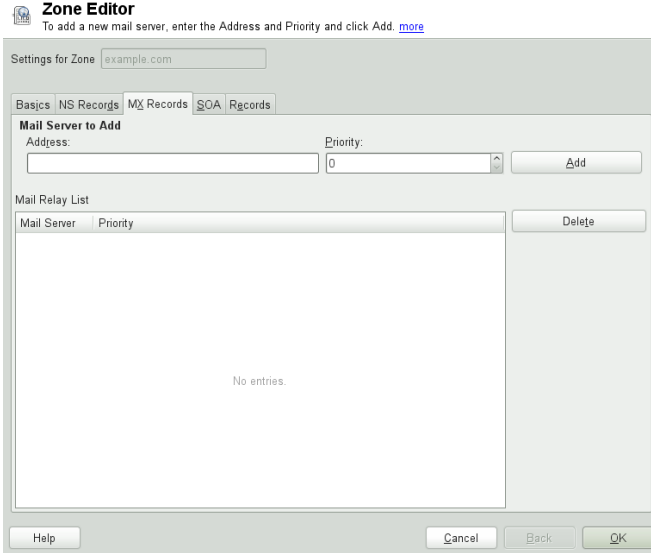 Zone Editor
To add a new mail server, enter the Address and Priority and click Add. more
Settings for Zone example.com
Basics NS Records MX Records SOA Records
Mail Server to Add
Address: Priority:
0 Add
Mail Relay List
Mail Server Priority Delete
No entries.
Help Cancel Back OK